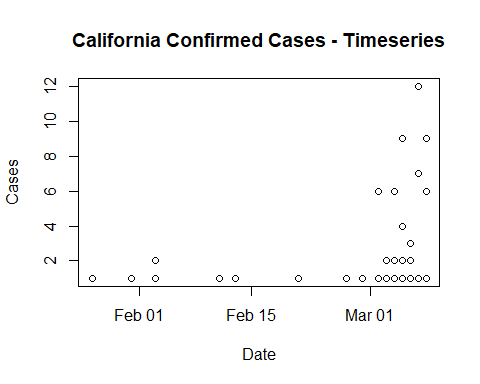 California Confirmed Cases - Timeseries
12
10
8
6
4
2
Cases
Feb 01 Feb 15 Mar 01
Date